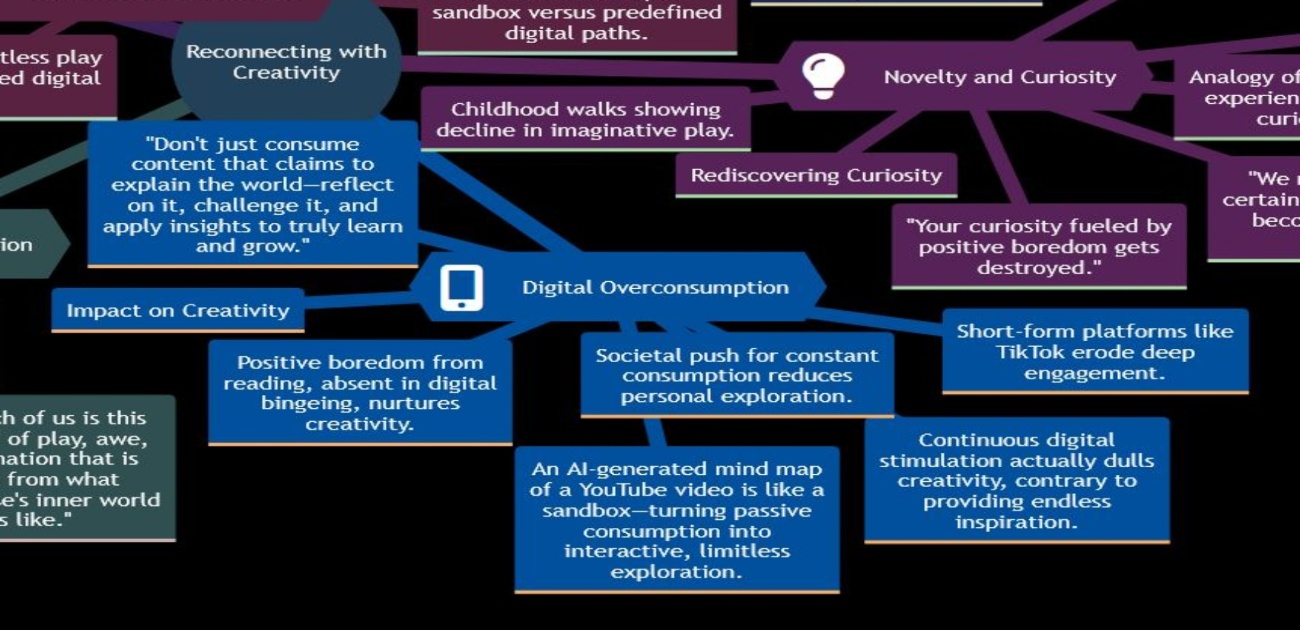 sandbox versus predefined
digital paths.
Reconnecting with
Creativity
tless play
ed digital
Novelty and Curiosity
Analogy of
experien
curi
Childhood walks showing
decline in imaginative play.
"Don't just consume
content that claims to
explain the world—reflect
on it, challenge it, and
apply insights to truly learn
and grow."
Rediscovering Curiosity
"We
certain
beco
"Your curiosity fueled by
positive boredom gets
destroyed."
ion
Digital Overconsumption
Impact on Creativity
Short-form platforms like
TikTok erode deep
engagement.
Positive boredom from
reading, absent in digital
bingeing, nurtures
creativity.
Societal push for constant
consumption reduces
personal exploration.
ch of us is this
of play, awe,
nation that is
from what
se's inner world
s like."
Continuous digital
stimulation actually dulls
creativity, contrary to
providing endless
inspiration.
An AI-generated mind map
of a YouTube video is like a
sandbox—turning passive
consumption into
interactive, limitless
exploration.